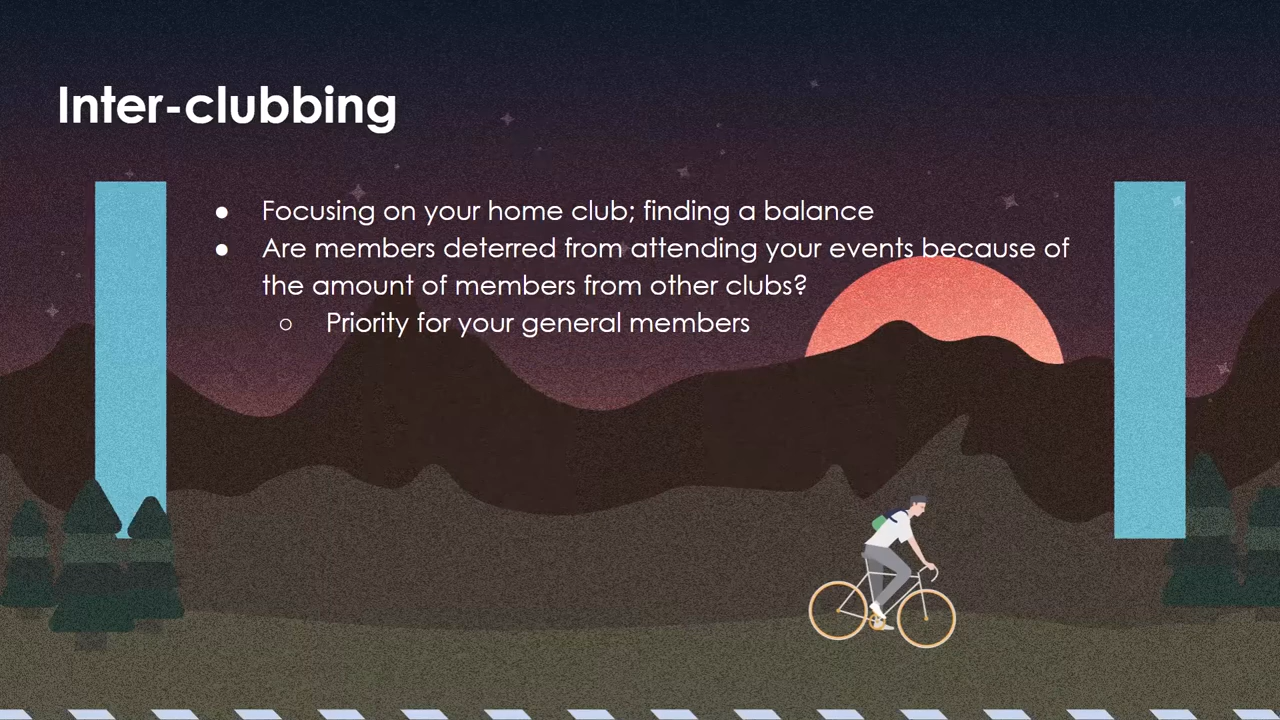 Inter-clubbing
● Focusing on your home club; finding a balance
● Are members deterred from attending your events because of
the amount of members from other clubs?
○ Priority for your general members